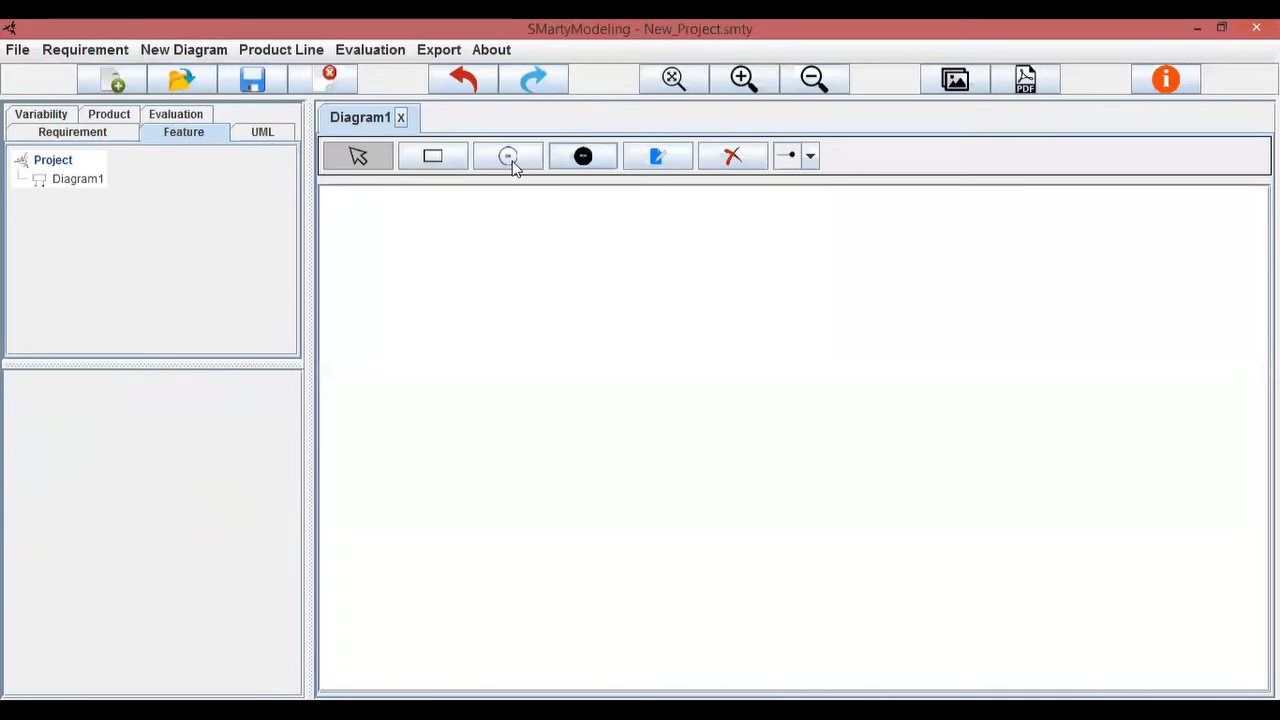 SMartyModeling - New_Project.smty
File Requirement New Diagram Product Line Evaluation Export About
PDF
Variability Product Evaluation
Requirement Feature UML
Project
Diagram1
Diagram1 X